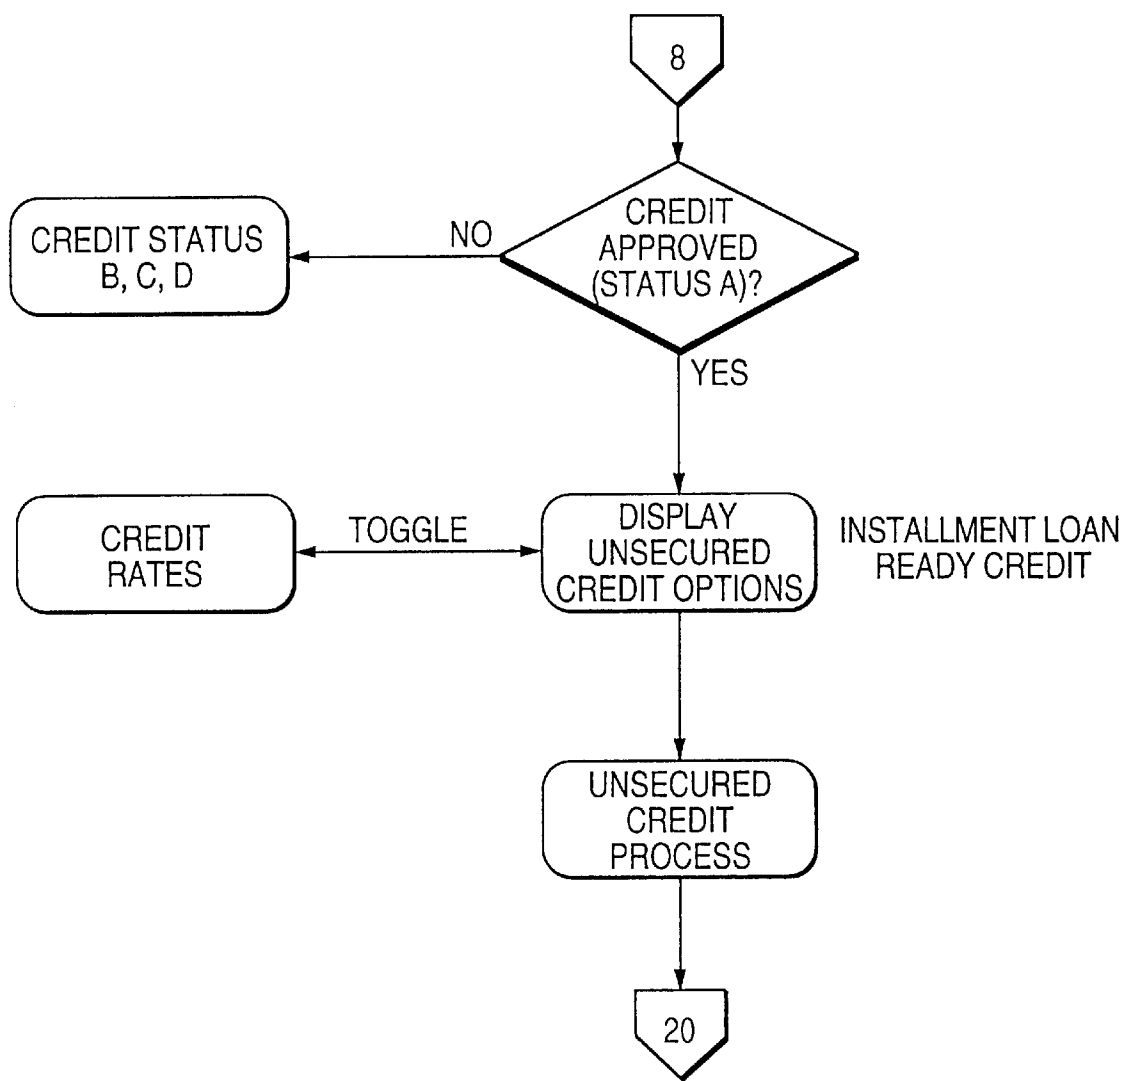 8
CREDIT
APPROVED
(STATUS A)?
NO
CREDIT STATUS
B, C, D
YES
CREDIT
RATES
TOGGLE
DISPLAY
UNSECURED
CREDIT OPTIONS
INSTALLMENT LOAN
READY CREDIT
UNSECURED
CREDIT
PROCESS
20